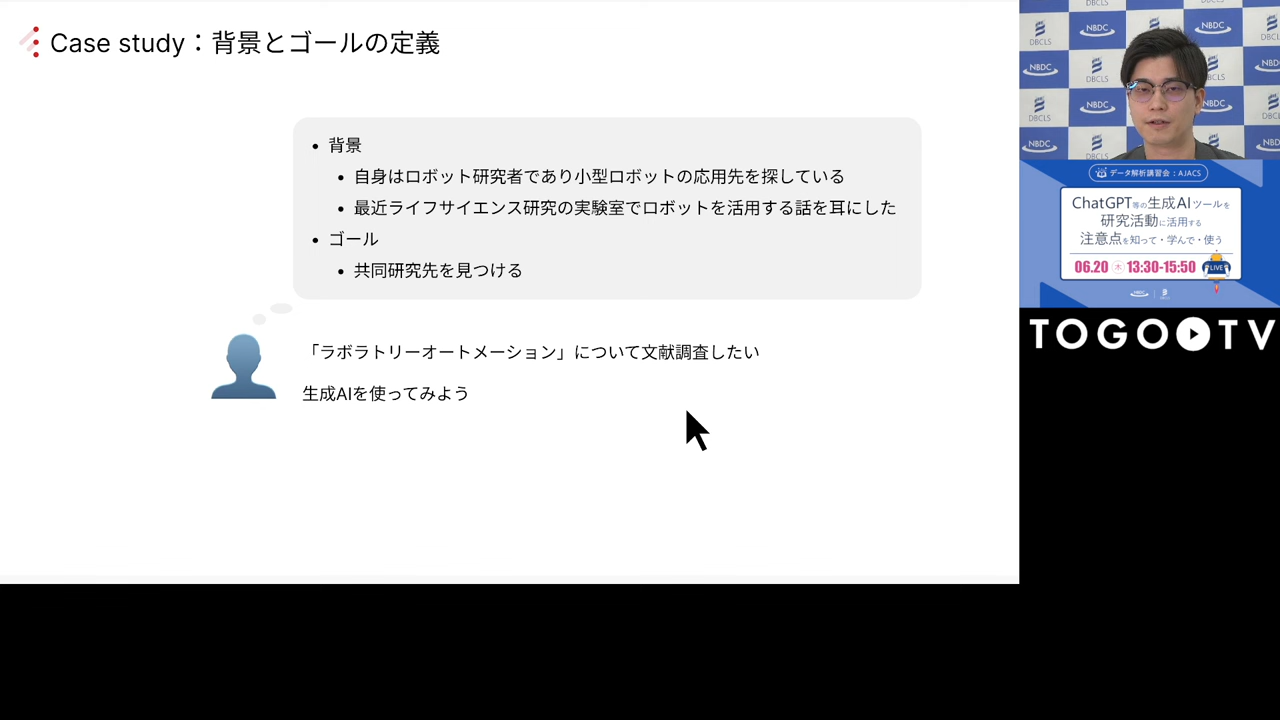 Case study：背景とゴールの定義
• 背景
• 自身はロボット研究者であり小型ロボットの応用先を探している
• 最近ライフサイエンス研究の実験室でロボットを活用する話を耳にした
• ゴール
• 共同研究先を見つける
「ラボラトリーオートメーション」について文献調査したい
生成AIを使ってみよう
DBCLS
NBDC
データ解析講習会：AJACS
ChatGPT等の生成AIツールを
研究活動に活用する
注意点を知って・学んで・使う
06.20 木 13:30-15:50 LIVE
TOGO TV